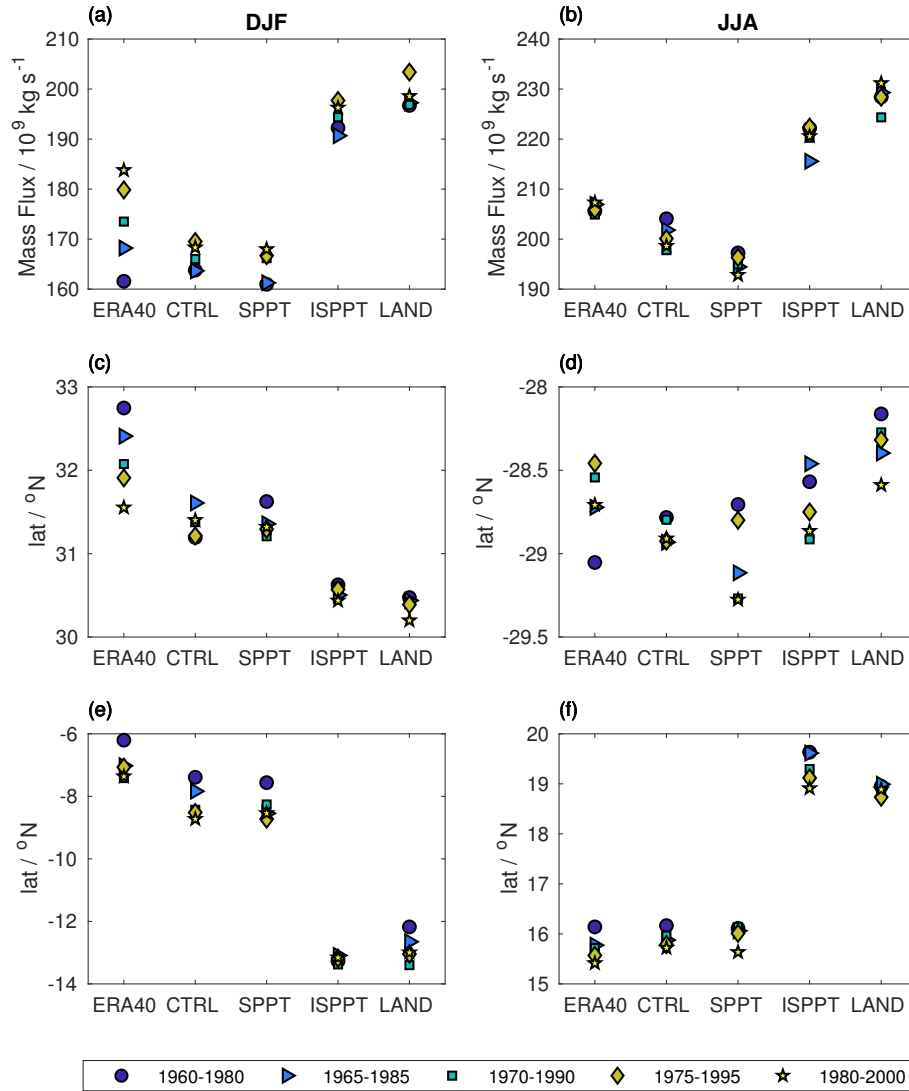 (a)
DJF
(b)
JJA
210
200
190
180
170
160
Mass Flux / 10⁹ kg s⁻¹
ERA40 CTRL SPPT ISPPT LAND
230
220
210
200
190
Mass Flux / 10⁹ kg s⁻¹
ERA40 CTRL SPPT ISPPT LAND
(c)
33
32
31
30
lat / °N
ERA40 CTRL SPPT ISPPT LAND
(d)
-28
-28.5
-29
-29.5
lat / °N
ERA40 CTRL SPPT ISPPT LAND
(e)
-6
-8
-10
-12
-14
lat / °N
ERA40 CTRL SPPT ISPPT LAND
(f)
20
19
18
17
16
15
lat / °N
ERA40 CTRL SPPT ISPPT LAND
1960-1980 1965-1985 1970-1990 1975-1995 1980-2000